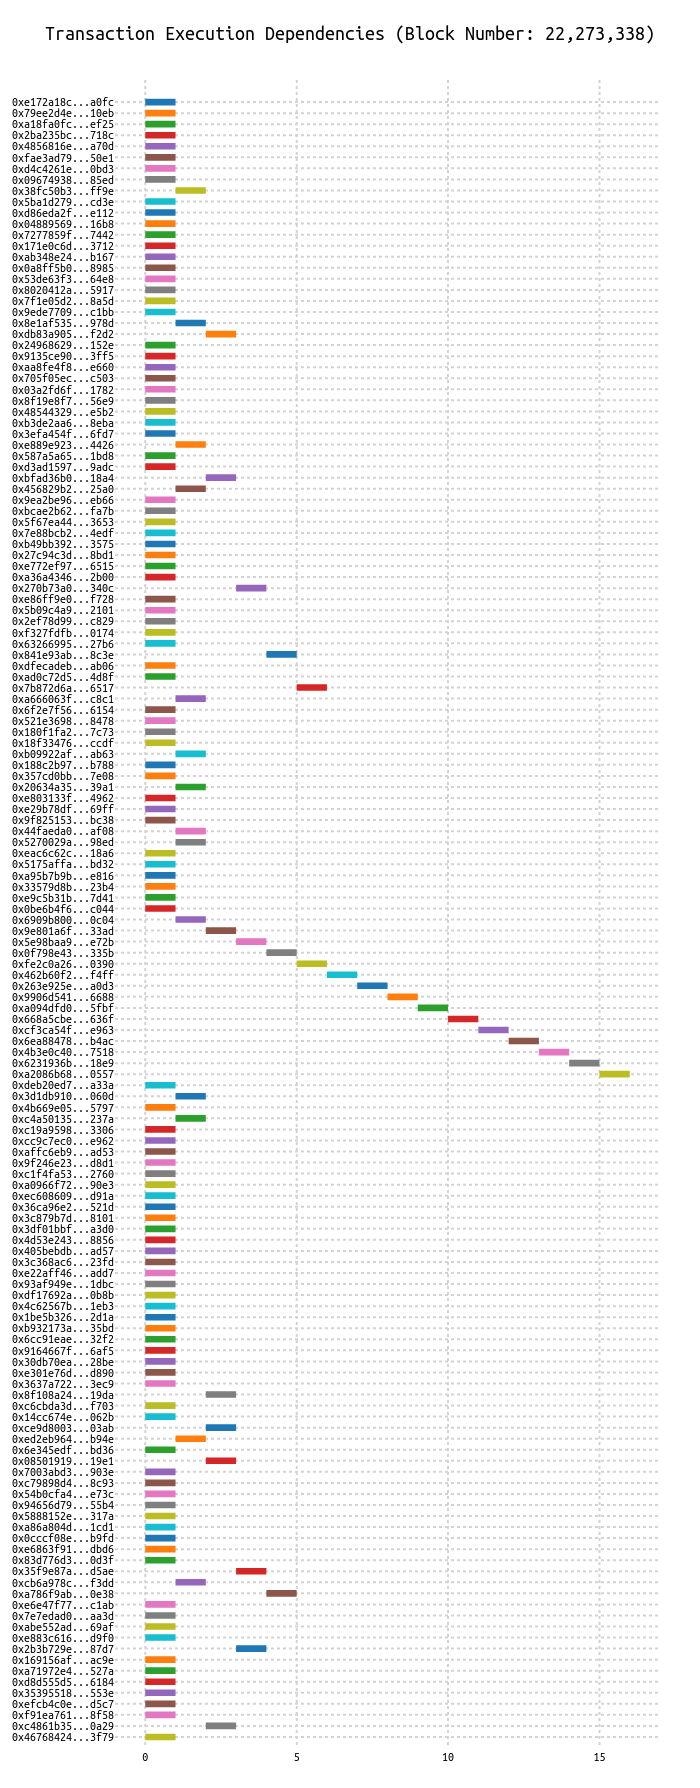 Transaction Execution Dependencies (Block Number: 22,273,338)
0xe172a18c...a0fc
0x79ee2d4e...10eb
0xa18fa0fc...ef25
0x2ba235bc...718c
0x4856816e...a70d
0xfae3ad79...50e1
0xd4c4261e...0bd3
0x09674938...85ed
0x38fc50b3...ff9e
0x5ba1d279...cd3e
0xd86eda2f...e112
0x04889569...16b8
0x7277859f...7442
0x171e0c6d...3712
0xab348e24...b167
0x0a8ff5b0...8985
0x53de63f3...64e8
0x8020412a...5917
0x7f1e05d2...8a5d
0x9ede7709...c1bb
0x8e1af535...978d
0xdb83a905...f2d2
0x24968629...152e
0x9135ce90...3ff5
0xaa8fe4f8...e660
0x705f05ec...c503
0x03a2fd6f...1782
0x8f19e8f7...56e9
0x48544329...e5b2
0xb3de2aa6...8eba
0x3efa454f...6fd7
0xe889e923...4426
0x587a5a65...1bd8
0xd3ad1597...9adc
0xbfad36b0...18a4
0x456829b2...25a0
0x9ea2be96...eb66
0xbcae2b62...fa7b
0x5f67ea44...3653
0x7e88bcb2...4edf
0xb49bb392...3575
0x27c94c3d...8bd1
0xe772ef97...6515
0xa36a4346...2b00
0x270b73a0...340c
0xe86ff9e0...f728
0x5b09c4a9...2101
0x2ef78d99...c829
0xf327fdfb...0174
0x63266995...27b6
0x841e93ab...8c3e
0xdfecadeb...ab06
0xad0c72d5...4d8f
0x7b872d6a...6517
0xa666063f...c8c1
0x6f2e7f56...6154
0x521e3698...8478
0x180f1fa2...7c73
0x18f33476...ccdf
0xb09922af...ab63
0x188c2b97...b788
0x357cd0bb...7e08
0x20634a35...39a1
0xe803133f...4962
0xe29b78df...69ff
0x9f825153...bc38
0x44faeda0...af08
0x5270029a...98ed
0xeac6c62c...18a6
0x5175affa...bd32
0xa95b7b9b...e816
0x33579d8b...23b4
0xe9c5b31b...7d41
0x0be6b4f6...c044
0x6909b800...0c04
0x9e801a6f...33ad
0x5e98baa9...e72b
0x0f798e43...335b
0xfe2c0a26...0390
0x462b60f2...f4ff
0x263e925e...a0d3
0x9906d541...6688
0xa094dfd0...5fbf
0x668a5cbe...636f
0xcf3ca54f...e963
0x6ea88478...b4ac
0x4b3e0c40...7518
0x6231936b...18e9
0xa2086b68...0557
0xdeb20ed7...a33a
0x3d1db910...060d
0x4b669e05...5797
0xc4a50135...237a
0xc19a9598...3306
0xcc9c7ec0...e962
0xaffc6eb9...ad53
0x9f246e23...d8d1
0xc1f4fa53...2760
0xa0966f72...90e3
0xec608609...d91a
0x36ca96e2...521d
0x3c879b7d...8101
0x3df01bbf...a3d0
0x4d53e243...8856
0x405bebdb...ad57
0x3c368ac6...23fd
0xe22aff46...add7
0x93af949e...1dbc
0xdf17692a...0b8b
0x4c62567b...1eb3
0x1be5b326...2d1a
0xb932173a...35bd
0x6cc91eae...32f2
0x9164667f...6af5
0x30db70ea...28be
0xe301e76d...d890
0x3637a722...3ec9
0x8f108a24...19da
0xc6cbda3d...f703
0x14cc674e...062b
0xce9d8003...03ab
0xed2eb964...b94e
0x6e345edf...bd36
0x08501919...19e1
0x7003abd3...903e
0xc79898d4...8c93
0x54b0cfa4...e73c
0x94656d79...55b4
0x5888152e...317a
0xa86a804d...1cd1
0x0cccf08e...b9fd
0xe6863f91...dbd6
0x83d776d3...0d3f
0x35f9e87a...d5ae
0xcb6a978c...f3dd
0xa786f9ab...0e38
0xe6e47f77...c1ab
0x7e7edad0...aa3d
0xabe552ad...69af
0xe883c616...d9f0
0x2b3b729e...87d7
0x169156af...ac9e
0xa71972e4...527a
0xd8d555d5...6184
0x35395518...553e
0xefcb4c0e...d5c7
0xf91ea761...8f58
0xc4861b35...0a29
0x46768424...3f79
0 5 10 15